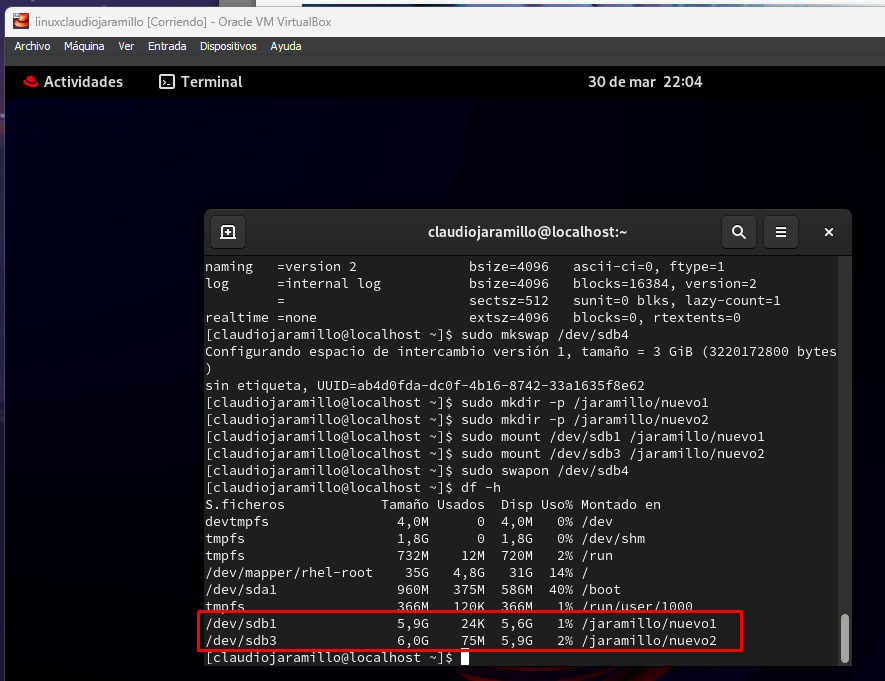 linuxclaudiojaramillo [Corriendo] - Oracle VM VirtualBox
Archivo Máquina Ver Entrada Dispositivos Ayuda
Actividades Terminal 30 de mar 22:04
claudiojaramillo@localhost:~
naming   =version 2              bsize=4096   ascii-ci=0, ftype=1
log      =internal log           bsize=4096   blocks=16384, version=2
         =                       sectsz=512   sunit=0 blks, lazy-count=1
realtime =none                   extsz=4096   blocks=0, rtextents=0
[claudiojaramillo@localhost ~]$ sudo mkswap /dev/sdb4
Configurando espacio de intercambio versión 1, tamaño = 3 GiB (3220172800 bytes
)
sin etiqueta, UUID=ab4d0fda-dc0f-4b16-8742-33a1635f8e62
[claudiojaramillo@localhost ~]$ sudo mkdir -p /jaramillo/nuevo1
[claudiojaramillo@localhost ~]$ sudo mkdir -p /jaramillo/nuevo2
[claudiojaramillo@localhost ~]$ sudo mount /dev/sdb1 /jaramillo/nuevo1
[claudiojaramillo@localhost ~]$ sudo mount /dev/sdb3 /jaramillo/nuevo2
[claudiojaramillo@localhost ~]$ sudo swapon /dev/sdb4
[claudiojaramillo@localhost ~]$ df -h
S.ficheros            Tamaño Usados  Disp Uso% Montado en
devtmpfs                4,0M      0  4,0M   0% /dev
tmpfs                   1,8G      0  1,8G   0% /dev/shm
tmpfs                   732M    12M  720M   2% /run
/dev/mapper/rhel-root    35G   4,8G   31G  14% /
/dev/sda1               960M   375M  586M  40% /boot
tmpfs                   366M   120K  366M   1% /run/user/1000
/dev/sdb1               5,9G    24K  5,6G   1% /jaramillo/nuevo1
/dev/sdb3               6,0G    75M  5,9G   2% /jaramillo/nuevo2
[claudiojaramillo@localhost ~]$